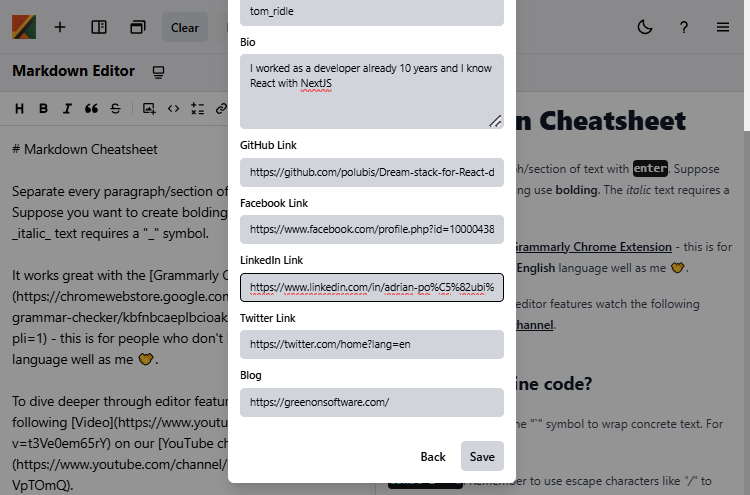 Clear
?
Markdown Editor
H B I 66 S
# Markdown Cheatsheet
Separate every paragraph/section of
Suppose you want to create bolding
_italic_ text requires a "_" symbol.
It works great with the [Grammarly C
(https://chromewebstore.google.com
grammar-checker/kbfnbcaeplbcioak
pli=1) - this is for people who don't
language well as me 😍.
To dive deeper through editor featur
following [Video](https://www.youtu
v=t3Ve0em65rY) on our [YouTube ch
(https://www.youtube.com/channel/
VpTOmQ).
tom_ridle
Bio
I worked as a developer already 10 years and I know
React with NextJS
GitHub Link
https://github.com/polubis/Dream-stack-for-React-d
Facebook Link
https://www.facebook.com/profile.php?id=10000438
LinkedIn Link
https://www.linkedin.com/in/adrian-po%C5%82ubi%
Twitter Link
https://twitter.com/home?lang=en
Blog
https://greenonsoftware.com/
Back
Save
n Cheatsheet
h/section of text with enter. Suppose
ng use bolding. The italic text requires a
Grammarly Chrome Extension - this is for
English language well as me 😍.
editor features watch the following
hannel.
ine code?
he "`" symbol to wrap concrete text. For
Remember to use escape characters like "/" to